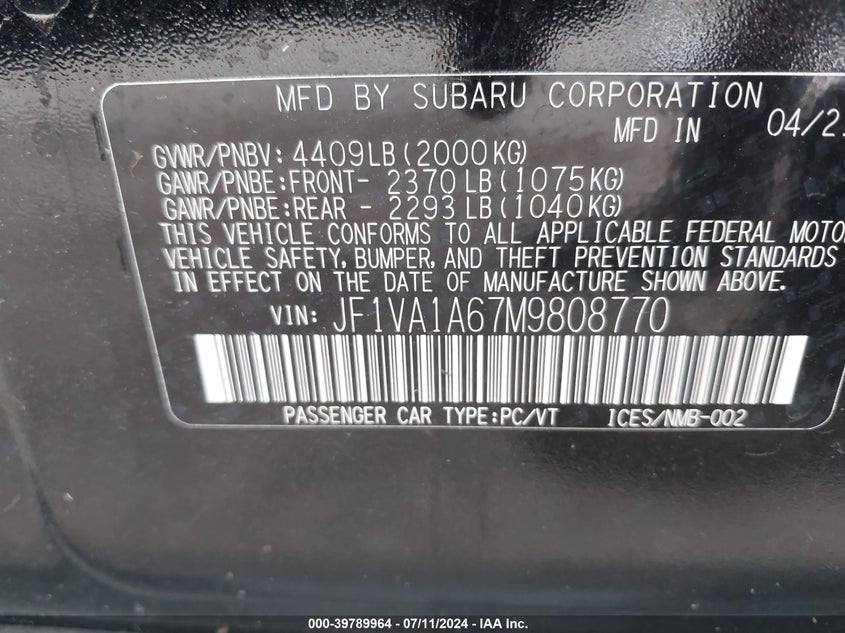 MFD BY SUBARU CORPORATION
MFD IN 04/21
GVWR/PNBV: 4409LB(2000KG)
GAWR/PNBE:FRONT- 2370LB(1075KG)
GAWR/PNBE:REAR - 2293LB(1040KG)
THIS VEHICLE CONFORMS TO ALL APPLICABLE FEDERAL MOTOR
VEHICLE SAFETY, BUMPER, AND THEFT PREVENTION STANDARDS
IN EFFECT ON THE DATE OF MANUFACTURE SHOWN ABOVE.
VIN: JF1VA1A67M9808770
PASSENGER CAR TYPE:PC/VT ICES/NMB-002
000-39789964 - 07/11/2024 - IAA Inc.